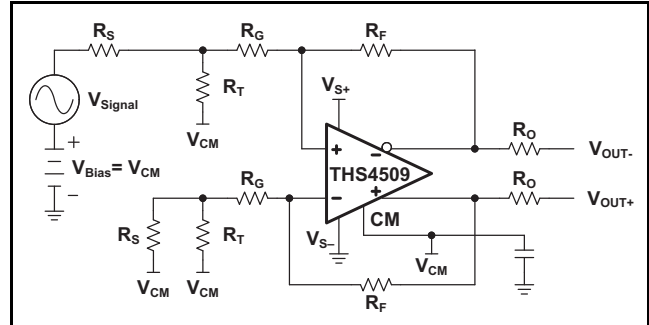 RS
RG
RF
VSignal
RT
VS+
VCM
RO
VOUT-
+
VBias= VCM
−
+
−
THS4509
−
+
RG
RO
VOUT+
CM
RS
RT
VS−
VCM
VCM
VCM
RF